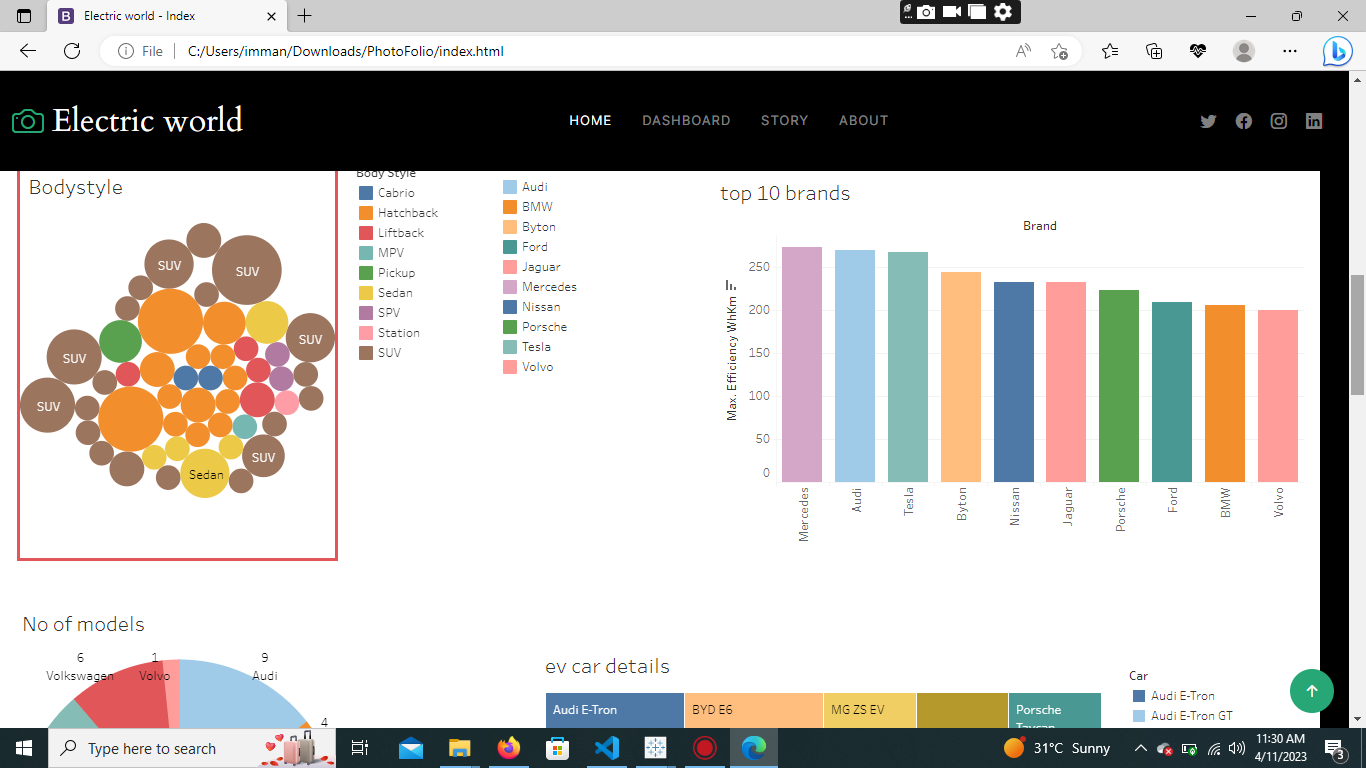 Electric world - Index
File
C:/Users/imman/Downloads/PhotoFolio/index.html
Electric world
HOME
DASHBOARD
STORY
ABOUT
Bodystyle
SUV
SUV
SUV
SUV
SUV
SUV
Sedan
Body Style
Cabrio
Hatchback
Liftback
MPV
Pickup
Sedan
SPV
Station
SUV
Audi
BMW
Byton
Ford
Jaguar
Mercedes
Nissan
Porsche
Tesla
Volvo
top 10 brands
Brand
Max. Efficiency WhKm
250
200
150
100
50
0
Mercedes
Audi
Tesla
Byton
Nissan
Jaguar
Porsche
Ford
BMW
Volvo
No of models
6
Volkswagen
1
Volvo
9
Audi
4
ev car details
Audi E-Tron
BYD E6
MG ZS EV
Porsche
Taycan
Car
Audi E-Tron
Audi E-Tron GT
Type here to search
31°C Sunny
11:30 AM
4/11/2023
3